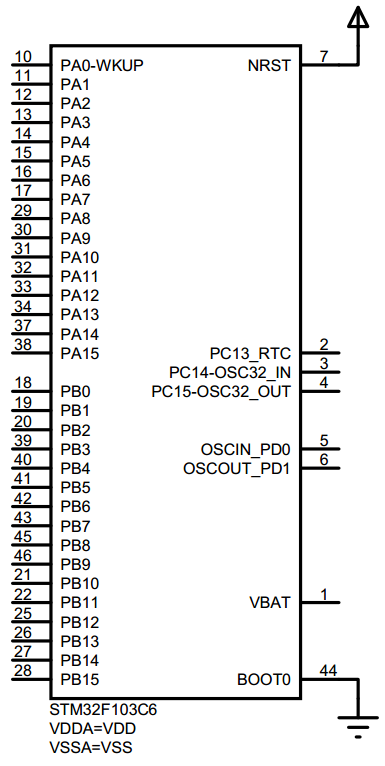 10 PA0-WKUP NRST 7
11 PA1
12 PA2
13 PA3
14 PA4
15 PA5
16 PA6
17 PA7
29 PA8
30 PA9
31 PA10
32 PA11
33 PA12
34 PA13
37 PA14
38 PA15 PC13_RTC 2
PC14-OSC32_IN 3
18 PB0 PC15-OSC32_OUT 4
19 PB1
20 PB2
39 PB3 OSCIN_PD0 5
40 PB4 OSCOUT_PD1 6
41 PB5
42 PB6
43 PB7
45 PB8
46 PB9
21 PB10
22 PB11 VBAT 1
25 PB12
26 PB13
27 PB14
28 PB15 BOOT0 44
STM32F103C6
VDDA=VDD
VSSA=VSS